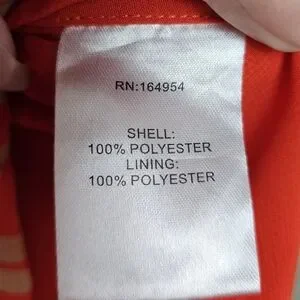 RN:164954
SHELL:
100% POLYESTER
LINING:
100% POLYESTER